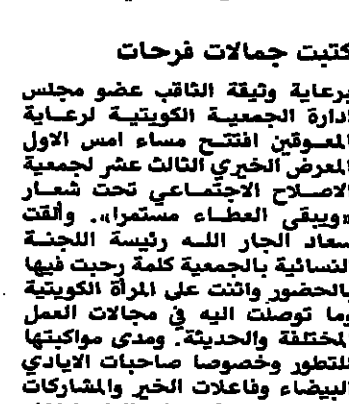 كتبت جمالات فرحات
برعاية وثيقة الثاقب عضو مجلس
ادارة الجمعية الكويتية لرعاية
المعوقين افتتح مساء امس الاول
المعرض الخيري الثالث عشر لجمعية
الاصلاح الاجتماعي تحت شعار
«ويبقى العطاء مستمرا». وألقت
سعاد الجار الله رئيسة اللجنة
النسائية بالجمعية كلمة رحبت فيها
بالحضور واثنت على المرأة الكويتية
وما توصلت اليه في مجالات العمل
المختلفة والحديثة. ومدى مواكبتها
للتطور وخصوصا صاحبات الايادي
البيضاء وفاعلات الخير والمشاركات